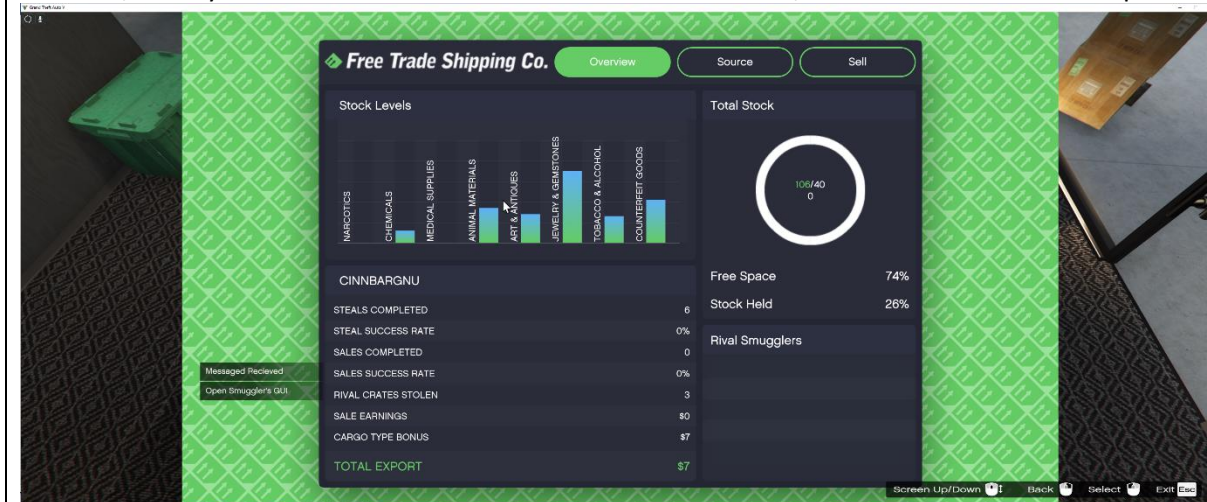 Grand Theft Auto V
Free Trade Shipping Co.
Overview
Source
Sell
Stock Levels
NARCOTICS
CHEMICALS
MEDICAL SUPPLIES
ANIMAL MATERIALS
ART & ANTIQUES
JEWELRY & GEMSTONES
TOBACCO & ALCOHOL
COUNTERFEIT GOODS
Total Stock
106/40
0
Free Space 74%
Stock Held 26%
CINNBARGNU
STEALS COMPLETED 6
STEAL SUCCESS RATE 0%
SALES COMPLETED 0
SALES SUCCESS RATE 0%
RIVAL CRATES STOLEN 3
SALE EARNINGS $0
CARGO TYPE BONUS $7
TOTAL EXPORT $7
Rival Smugglers
Messaged Recieved
Open Smuggler's GUI
Screen Up/Down Back Select Exit Esc